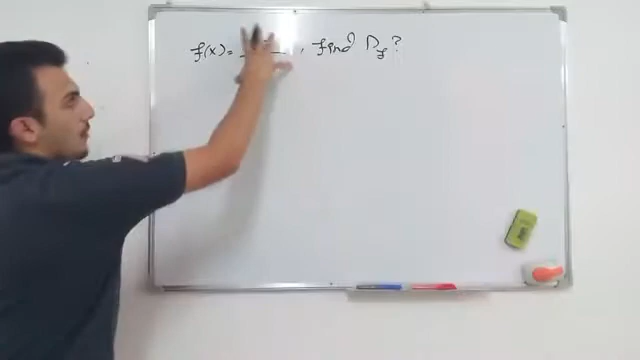 f(x)= , find D_f ?